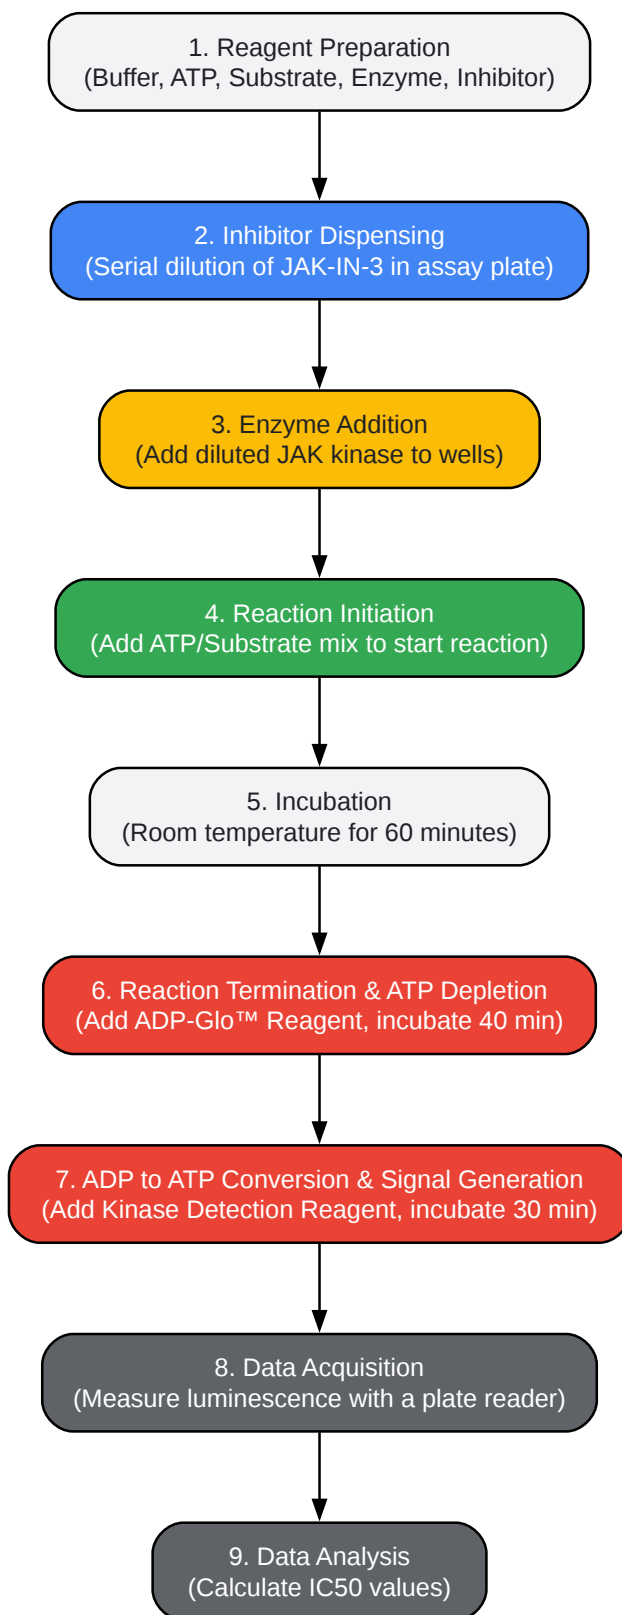 1. Reagent Preparation
(Buffer, ATP, Substrate, Enzyme, Inhibitor)
2. Inhibitor Dispensing
(Serial dilution of JAK-IN-3 in assay plate)
3. Enzyme Addition
(Add diluted JAK kinase to wells)
4. Reaction Initiation
(Add ATP/Substrate mix to start reaction)
5. Incubation
(Room temperature for 60 minutes)
6. Reaction Termination & ATP Depletion
(Add ADP-Glo™ Reagent, incubate 40 min)
7. ADP to ATP Conversion & Signal Generation
(Add Kinase Detection Reagent, incubate 30 min)
8. Data Acquisition
(Measure luminescence with a plate reader)
9. Data Analysis
(Calculate IC50 values)